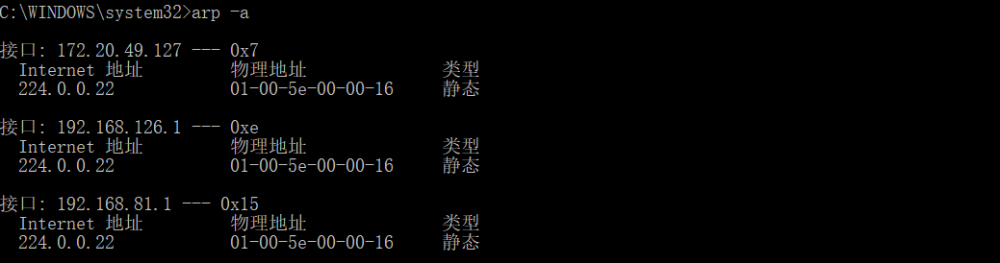 C:\WINDOWS\system32>arp -a
接口: 172.20.49.127 --- 0x7
Internet 地址 物理地址 类型
224.0.0.22 01-00-5e-00-00-16 静态
接口: 192.168.126.1 --- 0xe
Internet 地址 物理地址 类型
224.0.0.22 01-00-5e-00-00-16 静态
接口: 192.168.81.1 --- 0x15
Internet 地址 物理地址 类型
224.0.0.22 01-00-5e-00-00-16 静态